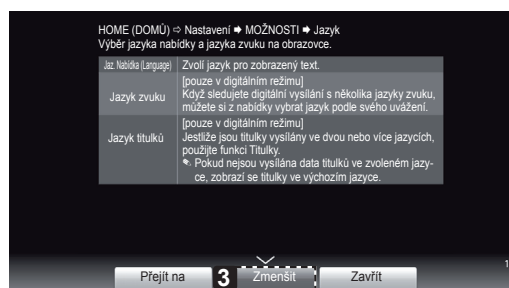 HOME (DOMŮ) ⇨ Nastavení ➡ MOŽNOSTI ➡ Jazyk
Výběr jazyka nabídky a jazyka zvuku na obrazovce.
Jaz. Nabídka (Language) Zvolí jazyk pro zobrazený text.
[pouze v digitálním režimu]
Jazyk zvuku
Když sledujete digitální vysílání s několika jazyky zvuku,
můžete si z nabídky vybrat jazyk podle svého uvážení.
[pouze v digitálním režimu]
Jazyk titulků
Jestliže jsou titulky vysílány ve dvou nebo více jazycích,
použijte funkci Titulky.
Pokud nejsou vysílána data titulků ve zvoleném jazy-
ce, zobrazí se titulky ve výchozím jazyce.
1
Přejít na 3 Zmenšit Zavřít